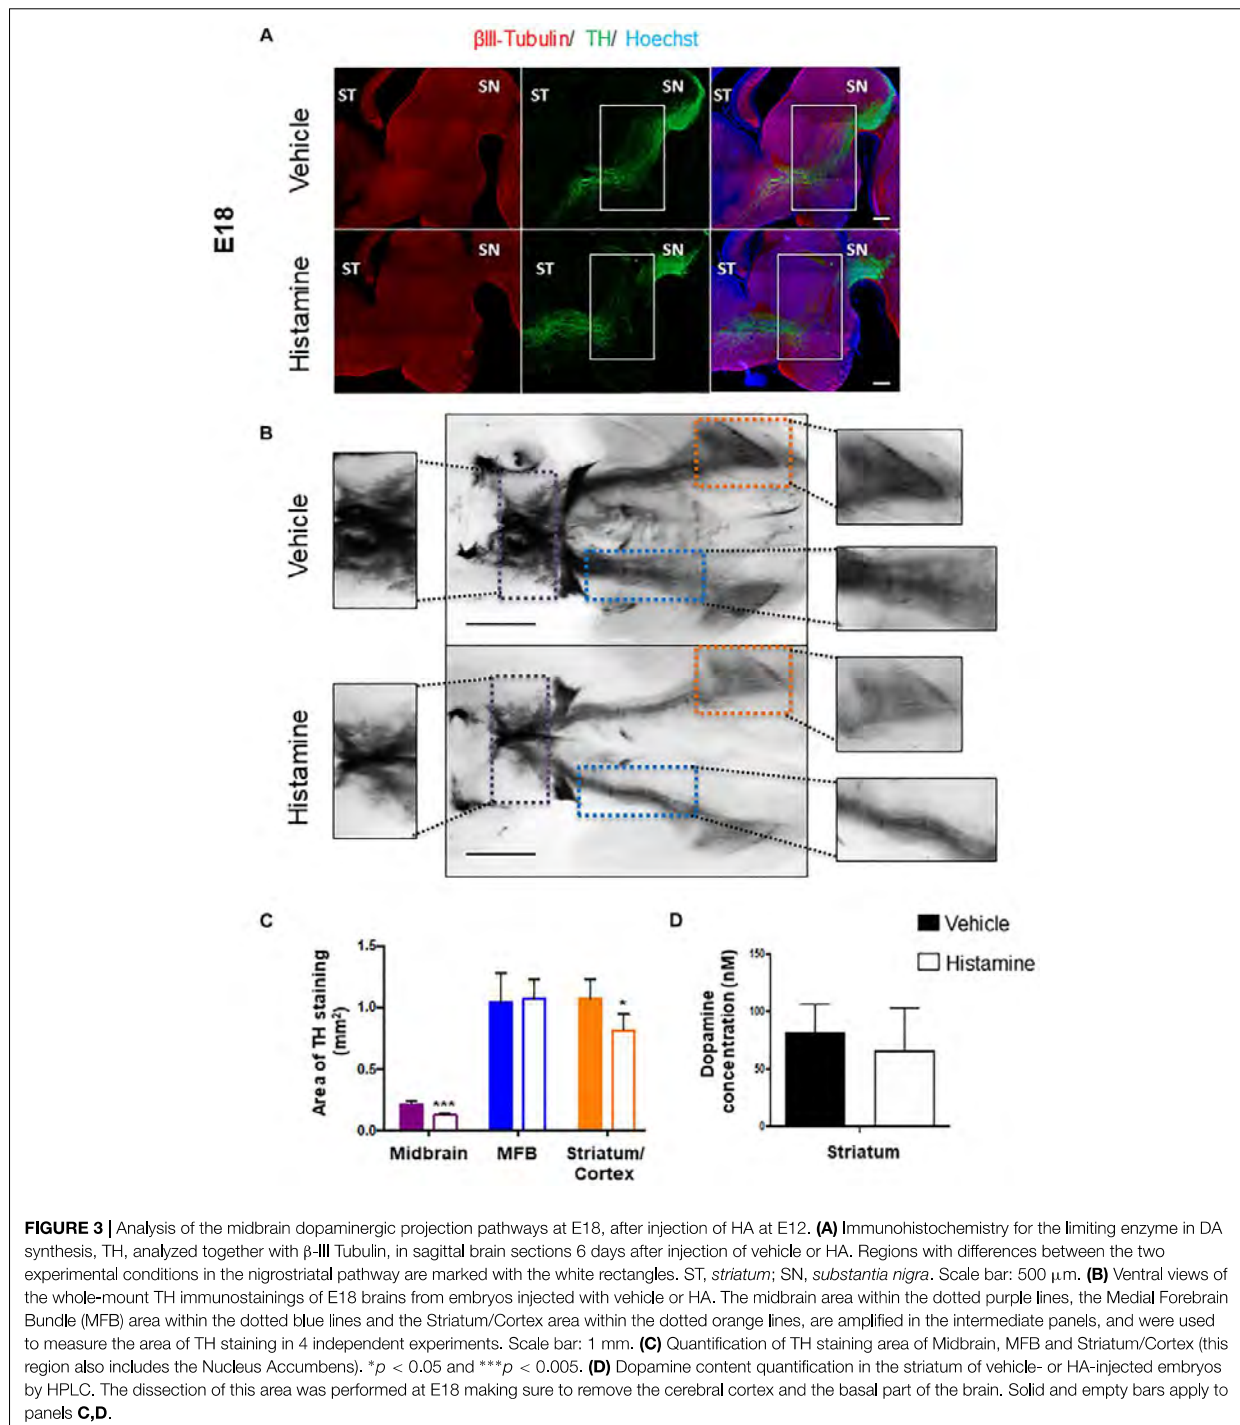 A
βIII-Tubulin/ TH/ Hoechst
E18
Vehicle
ST
SN
ST
SN
ST
SN
Histamine
ST
SN
ST
SN
ST
SN
B
Vehicle
Histamine
C
Area of TH staining
(mm²)
1.5
1.0
0.5
0.0
***
*
Midbrain
MFB
Striatum/
Cortex
D
Vehicle
Histamine
Dopamine
concentration (nM)
150
100
50
0
Striatum
FIGURE 3 | Analysis of the midbrain dopaminergic projection pathways at E18, after injection of HA at E12. (A) Immunohistochemistry for the limiting enzyme in DA
synthesis, TH, analyzed together with β-III Tubulin, in sagittal brain sections 6 days after injection of vehicle or HA. Regions with differences between the two
experimental conditions in the nigrostriatal pathway are marked with the white rectangles. ST, striatum; SN, substantia nigra. Scale bar: 500 μm. (B) Ventral views of
the whole-mount TH immunostainings of E18 brains from embryos injected with vehicle or HA. The midbrain area within the dotted purple lines, the Medial Forebrain
Bundle (MFB) area within the dotted blue lines and the Striatum/Cortex area within the dotted orange lines, are amplified in the intermediate panels, and were used
to measure the area of TH staining in 4 independent experiments. Scale bar: 1 mm. (C) Quantification of TH staining area of Midbrain, MFB and Striatum/Cortex (this
region also includes the Nucleus Accumbens). *p < 0.05 and ***p < 0.005. (D) Dopamine content quantification in the striatum of vehicle- or HA-injected embryos
by HPLC. The dissection of this area was performed at E18 making sure to remove the cerebral cortex and the basal part of the brain. Solid and empty bars apply to
panels C,D.